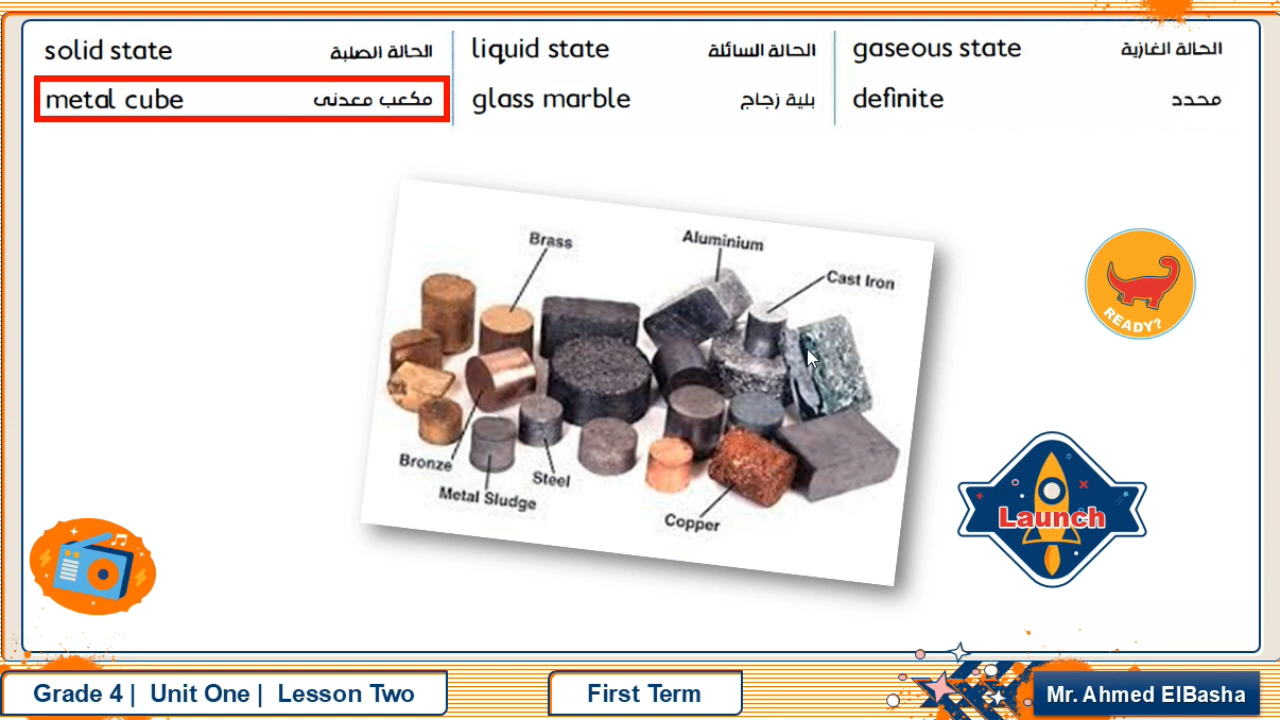 solid state الحالة الصلبة
liquid state الحالة السائلة
gaseous state الحالة الغازية
metal cube مكعب معدنى
glass marble بلية زجاج
definite محدد
Brass
Aluminium
Cast Iron
Bronze
Metal Sludge
Steel
Copper
READY?
Launch
Grade 4 | Unit One | Lesson Two
First Term
Mr. Ahmed ElBasha